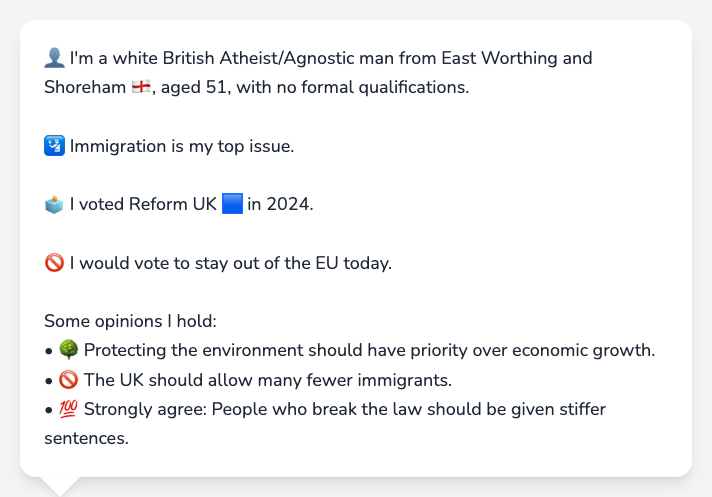 👤 I'm a white British Atheist/Agnostic man from East Worthing and
Shoreham 🏴󠁧󠁢󠁥󠁮󠁧󠁿, aged 51, with no formal qualifications.
🛂 Immigration is my top issue.
🗳️ I voted Reform UK 🟦 in 2024.
🚫 I would vote to stay out of the EU today.
Some opinions I hold:
• 🌳 Protecting the environment should have priority over economic growth.
• 🚫 The UK should allow many fewer immigrants.
• 💯 Strongly agree: People who break the law should be given stiffer
sentences.